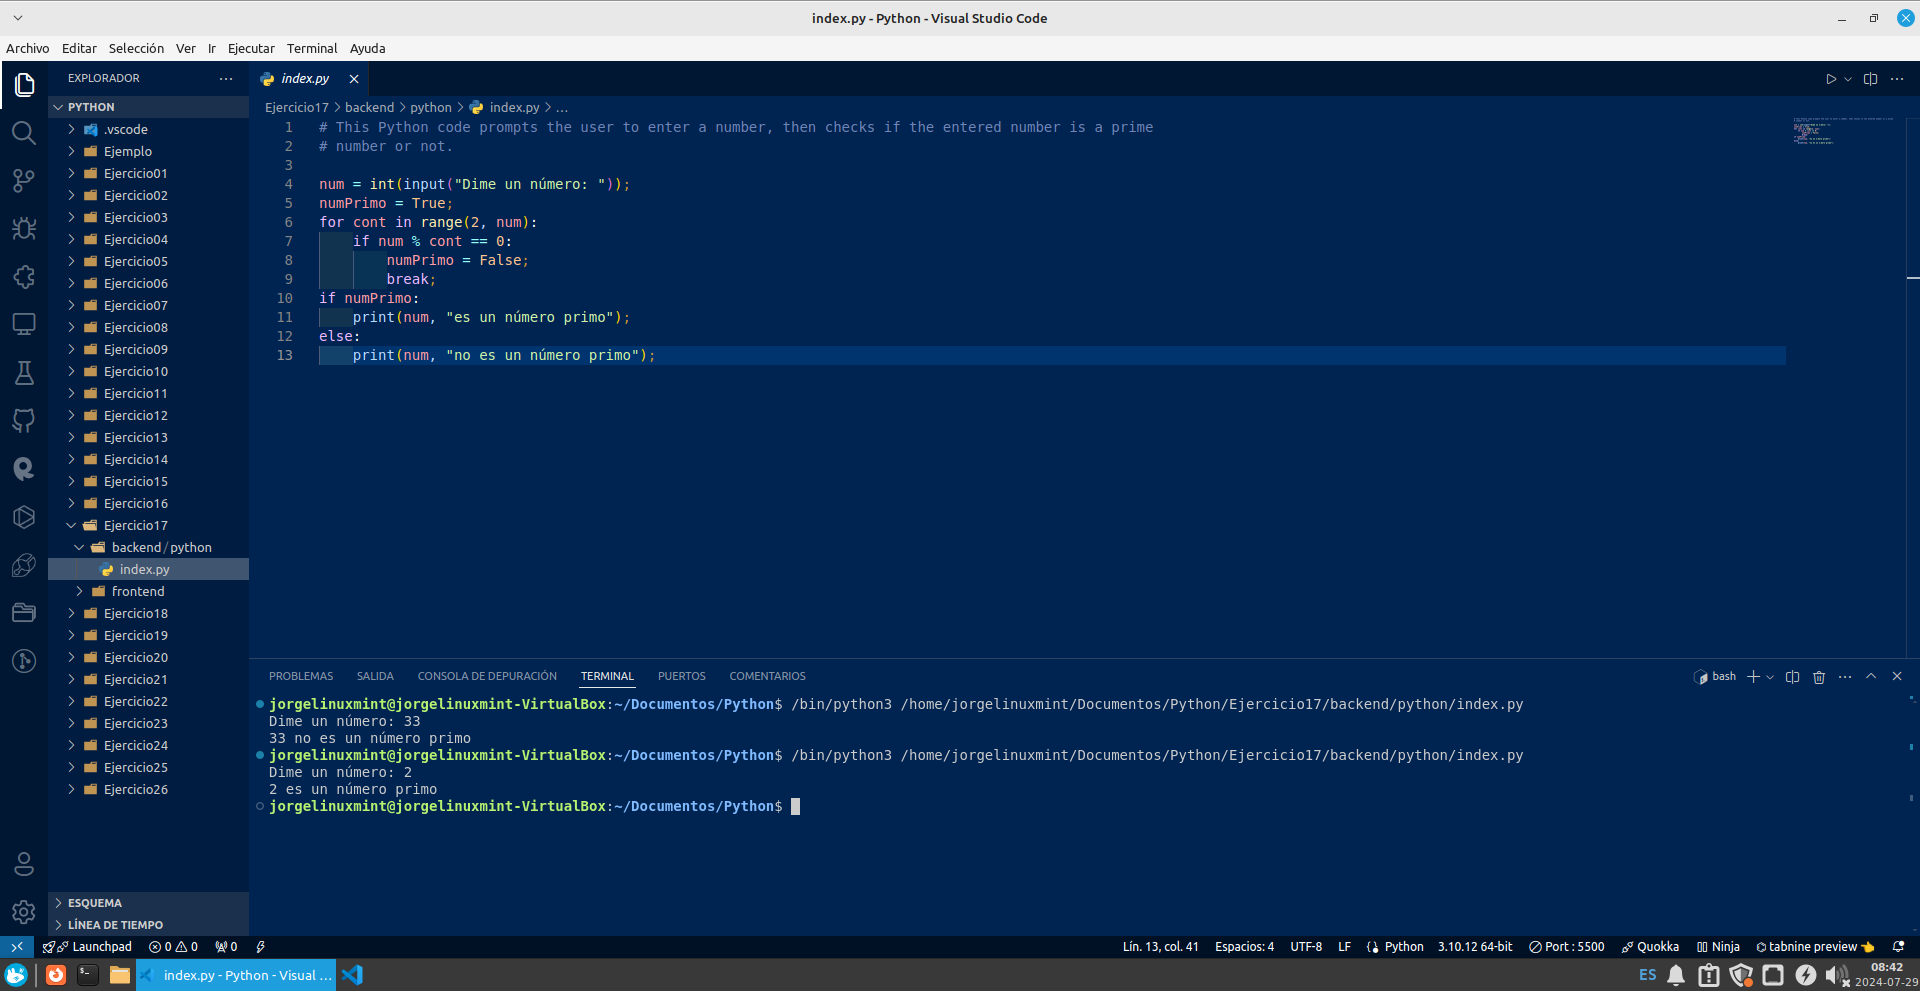 index.py - Python - Visual Studio Code
Archivo Editar Selección Ver Ir Ejecutar Terminal Ayuda
EXPLORADOR
PYTHON
.vscode
Ejemplo
Ejercicio01
Ejercicio02
Ejercicio03
Ejercicio04
Ejercicio05
Ejercicio06
Ejercicio07
Ejercicio08
Ejercicio09
Ejercicio10
Ejercicio11
Ejercicio12
Ejercicio13
Ejercicio14
Ejercicio15
Ejercicio16
Ejercicio17
backend/python
index.py
frontend
Ejercicio18
Ejercicio19
Ejercicio20
Ejercicio21
Ejercicio22
Ejercicio23
Ejercicio24
Ejercicio25
Ejercicio26
ESQUEMA
LÍNEA DE TIEMPO
index.py
Ejercicio17 > backend > python > index.py > ...
1 # This Python code prompts the user to enter a number, then checks if the entered number is a prime
2 # number or not.
3
4 num = int(input("Dime un número: "));
5 numPrimo = True;
6 for cont in range(2, num):
7 if num % cont == 0:
8 numPrimo = False;
9 break;
10 if numPrimo:
11 print(num, "es un número primo");
12 else:
13 print(num, "no es un número primo");
PROBLEMAS SALIDA CONSOLA DE DEPURACIÓN TERMINAL PUERTOS COMENTARIOS
bash
jorgelinuxmint@jorgelinuxmint-VirtualBox:~/Documentos/Python$ /bin/python3 /home/jorgelinuxmint/Documentos/Python/Ejercicio17/backend/python/index.py
Dime un número: 33
33 no es un número primo
jorgelinuxmint@jorgelinuxmint-VirtualBox:~/Documentos/Python$ /bin/python3 /home/jorgelinuxmint/Documentos/Python/Ejercicio17/backend/python/index.py
Dime un número: 2
2 es un número primo
jorgelinuxmint@jorgelinuxmint-VirtualBox:~/Documentos/Python$
Launchpad 0 0 0 Lín. 13, col. 41 Espacios: 4 UTF-8 LF Python 3.10.12 64-bit Port : 5500 Quokka Ninja tabnine preview
index.py - Python - Visual ... ES 08:42
2024-07-29